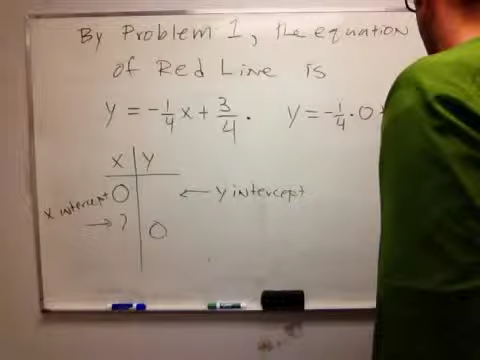 By Problem 1, the equation
of Red Line is
y = -1/4 x + 3/4 . y = -1/4 · 0
X Y
0 ← y intercept
x intercept
→ ? 0